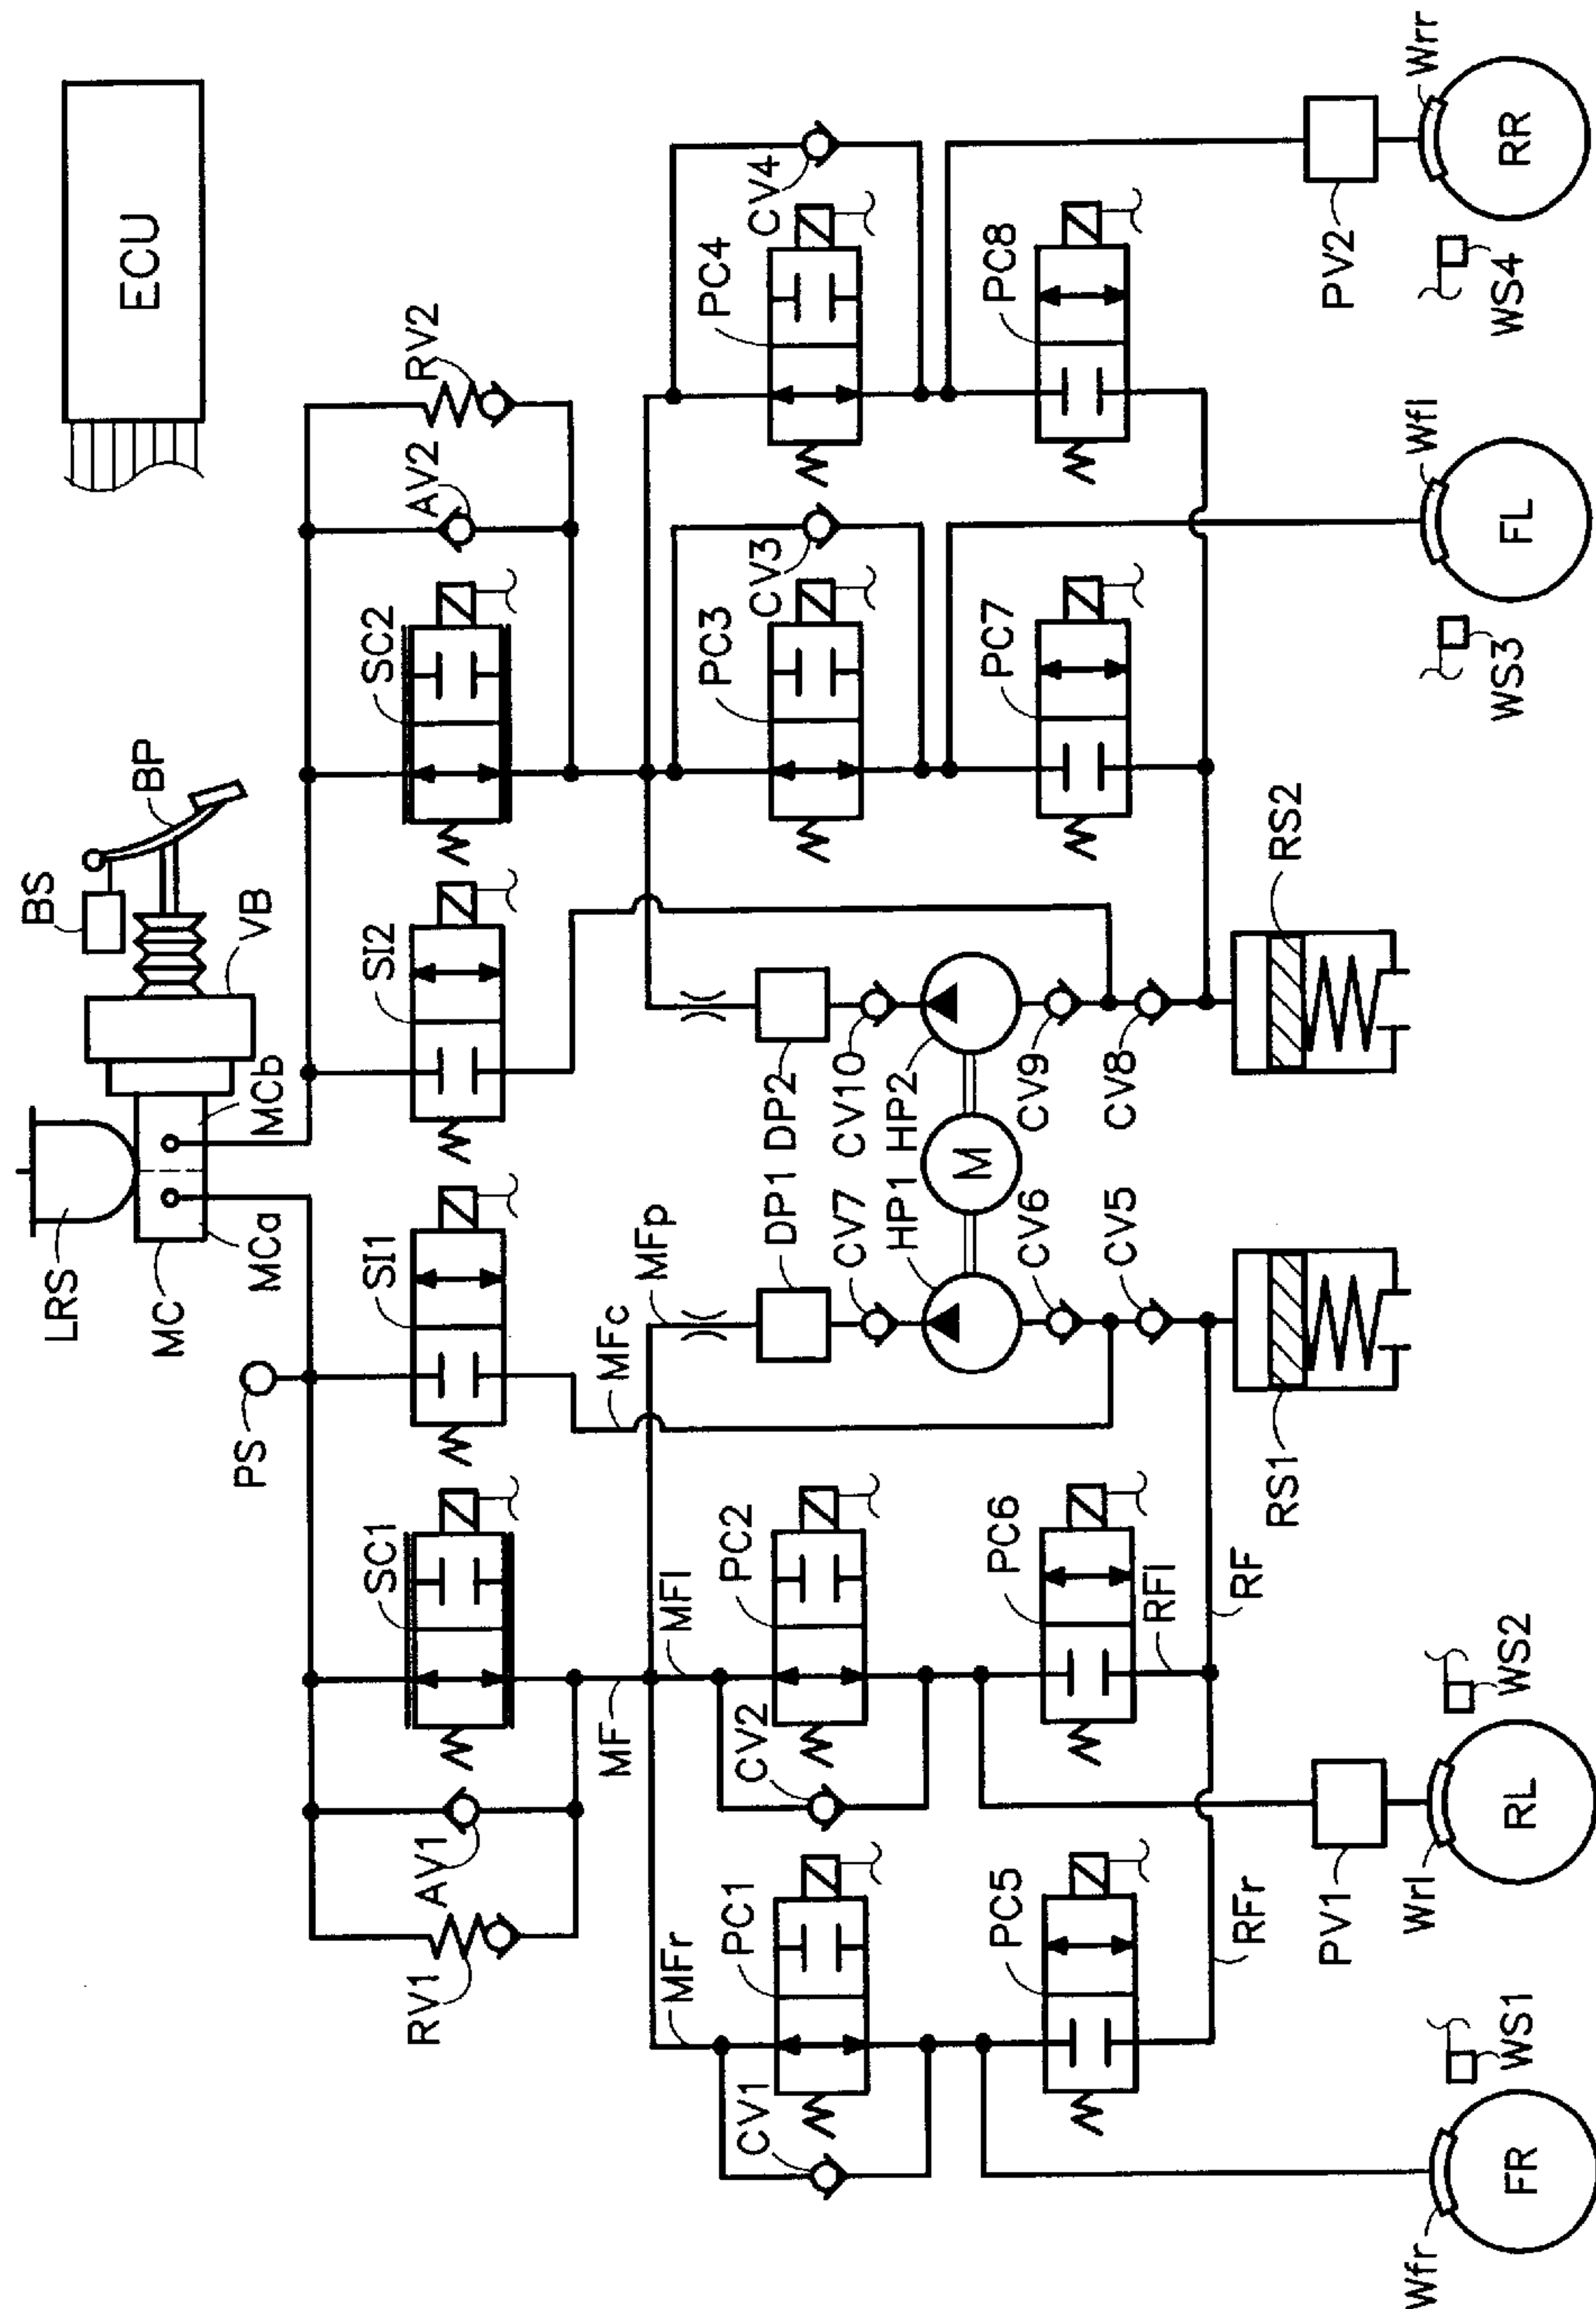 ECU
BS
BP
VB
LRS
MC
MCa
MCb
PS
RV1
AV1
SC1
SI1
SI2
SC2
AV2
RV2
MF
MFr
MFl
MFc
MFp
CV1
PC1
CV2
PC2
DP1
DP2
CV7
CV10
HP1
HP2
M
CV6
CV9
CV5
CV8
PC3
CV3
PC4
CV4
PC5
PC6
PC7
PC8
RFr
RFl
RF
RS1
RS2
PV1
PV2
Wfr
FR
WS1
Wrl
RL
WS2
WS3
Wfl
FL
WS4
Wrr
RR